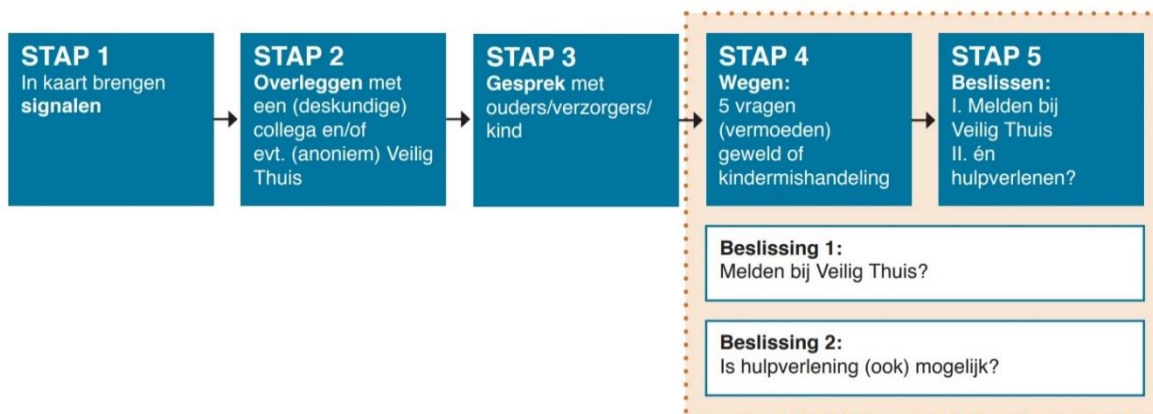 STAP 1
In kaart brengen
signalen
STAP 2
Overleggen met
een (deskundige)
collega en/of
evt. (anoniem) Veilig
Thuis
STAP 3
Gesprek met
ouders/verzorgers/
kind
STAP 4
Wegen:
5 vragen
(vermoeden)
geweld of
kindermishandeling
STAP 5
Beslissen:
I. Melden bij
Veilig Thuis
II. én
hulpverlenen?
Beslissing 1:
Melden bij Veilig Thuis?
Beslissing 2:
Is hulpverlening (ook) mogelijk?